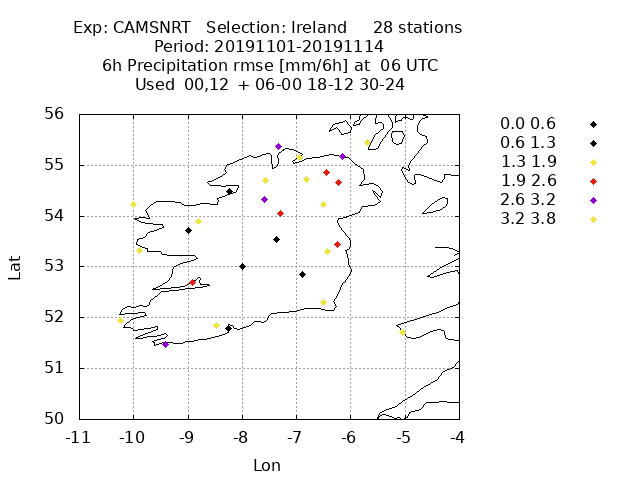 Exp: CAMSNRT   Selection: Ireland     28 stations
Period: 20191101-20191114
6h Precipitation rmse [mm/6h] at  06 UTC
Used  00,12  + 06-00 18-12 30-24
56
55
54
53
52
51
50
-11 -10 -9 -8 -7 -6 -5 -4
Lat
Lon
0.0 0.6
0.6 1.3
1.3 1.9
1.9 2.6
2.6 3.2
3.2 3.8